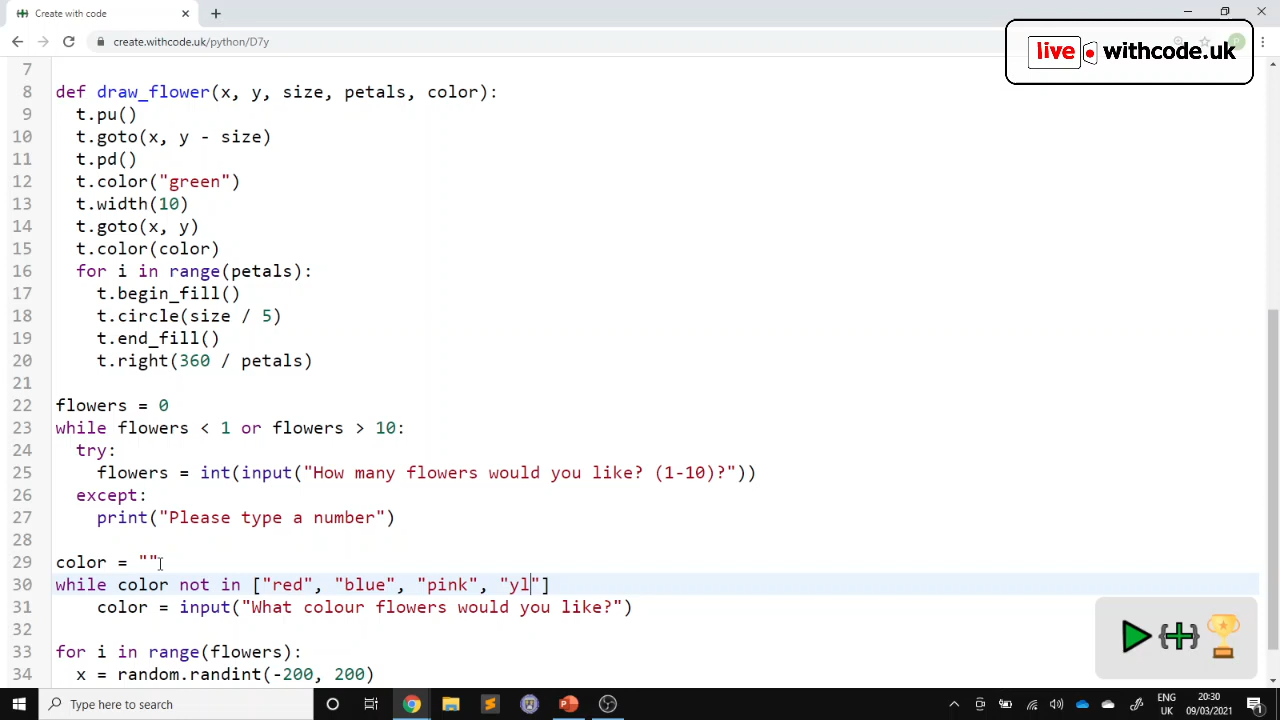 Create with code
create.withcode.uk/python/D7y
live withcode.uk
7
8 def draw_flower(x, y, size, petals, color):
9 t.pu()
10 t.goto(x, y - size)
11 t.pd()
12 t.color("green")
13 t.width(10)
14 t.goto(x, y)
15 t.color(color)
16 for i in range(petals):
17 t.begin_fill()
18 t.circle(size / 5)
19 t.end_fill()
20 t.right(360 / petals)
21
22 flowers = 0
23 while flowers < 1 or flowers > 10:
24 try:
25 flowers = int(input("How many flowers would you like? (1-10)?"))
26 except:
27 print("Please type a number")
28
29 color = ""
30 while color not in ["red", "blue", "pink", "yl"]
31 color = input("What colour flowers would you like?")
32
33 for i in range(flowers):
34 x = random.randint(-200, 200)
Type here to search
ENG
UK
20:30
09/03/2021
1